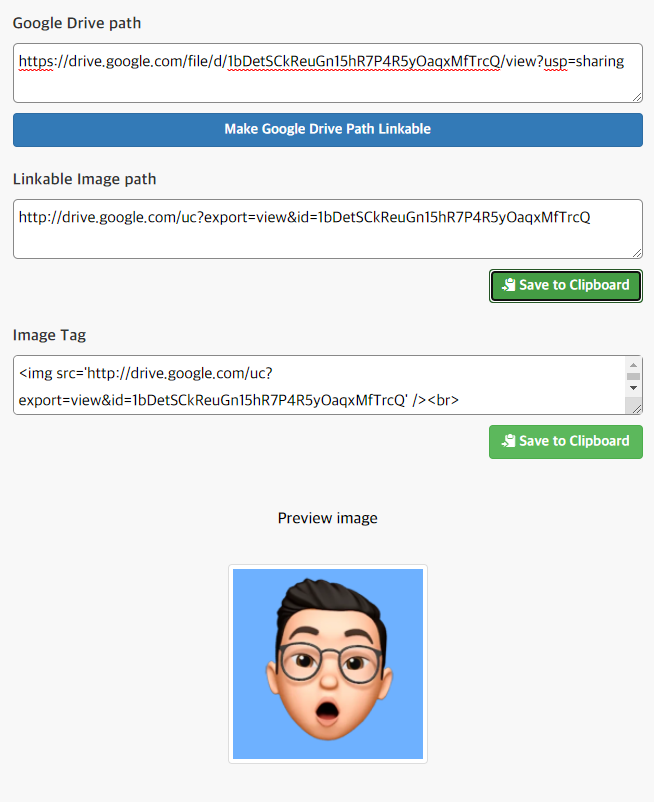 Google Drive path
https://drive.google.com/file/d/1bDetSCkReuGn15hR7P4R5yOaqxMfTrcQ/view?usp=sharing
Make Google Drive Path Linkable
Linkable Image path
http://drive.google.com/uc?export=view&id=1bDetSCkReuGn15hR7P4R5yOaqxMfTrcQ
Save to Clipboard
Image Tag
<img src='http://drive.google.com/uc?
export=view&id=1bDetSCkReuGn15hR7P4R5yOaqxMfTrcQ' /><br>
Save to Clipboard
Preview image